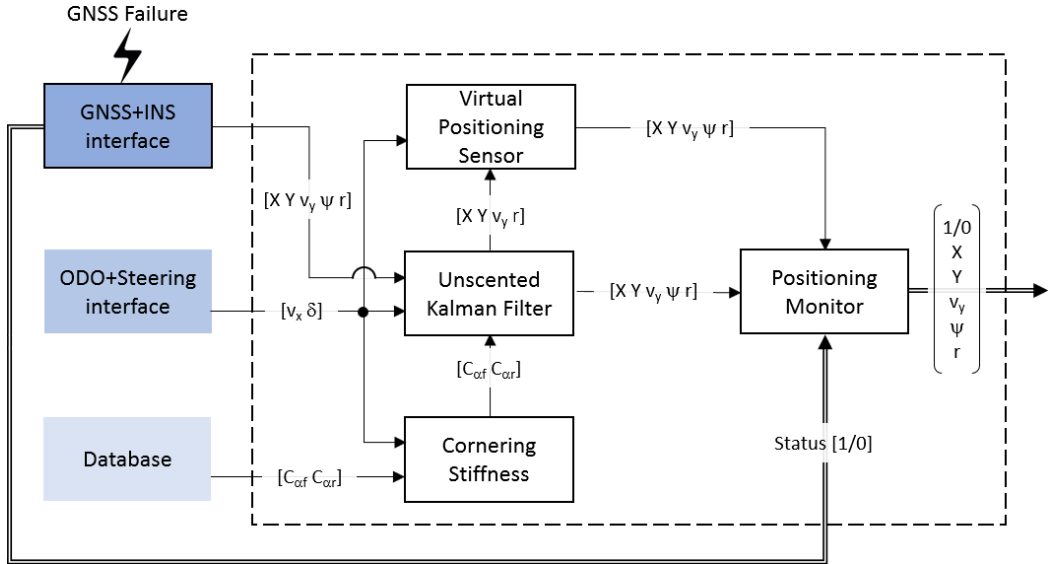 GNSS Failure
GNSS+INS
interface
Virtual
Positioning
Sensor
[X Y vy ψ r]
[X Y vy ψ r]
[X Y vy r]
ODO+Steering
interface
[vx δ]
Unscented
Kalman Filter
[X Y vy ψ r]
Positioning
Monitor
1/0
X
Y
vy
ψ
r
[Cαf Cαr]
Database
[Cαf Cαr]
Cornering
Stiffness
Status [1/0]